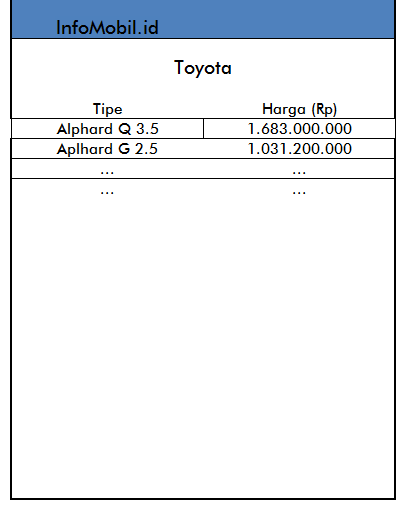 InfoMobil.id
Toyota
Tipe Harga (Rp)
Alphard Q 3.5 1.683.000.000
Aplhard G 2.5 1.031.200.000
... ...
... ...